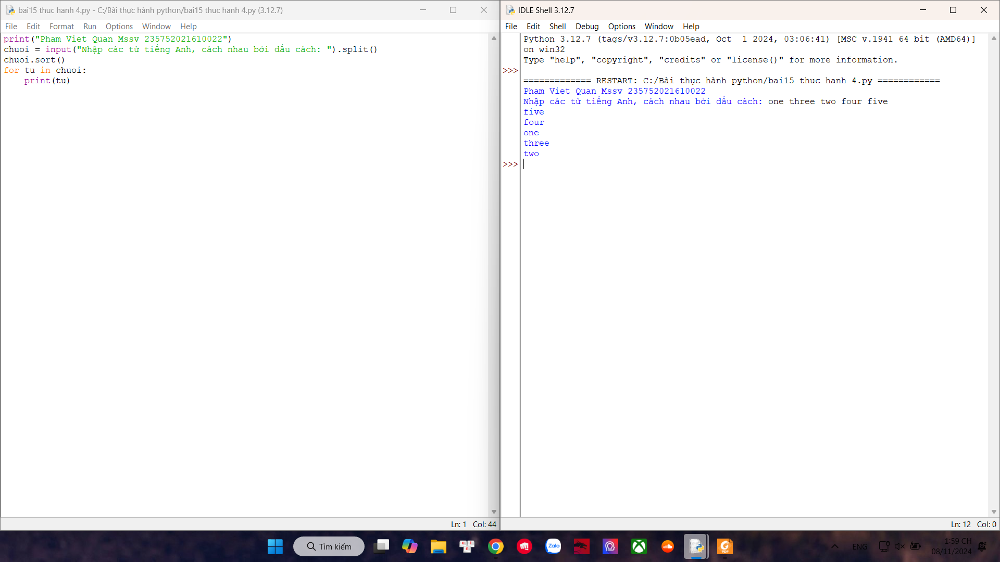 bai15 thuc hanh 4.py - C:/Bài thực hành python/bai15 thuc hanh 4.py (3.12.7)
File Edit Format Run Options Window Help
print("Pham Viet Quan Mssv 235752021610022")
chuoi = input("Nhập các từ tiếng Anh, cách nhau bởi dấu cách: ").split()
chuoi.sort()
for tu in chuoi:
    print(tu)
Ln: 1 Col: 44
IDLE Shell 3.12.7
File Edit Shell Debug Options Window Help
Python 3.12.7 (tags/v3.12.7:0b05ead, Oct  1 2024, 03:06:41) [MSC v.1941 64 bit (AMD64)]
on win32
Type "help", "copyright", "credits" or "license()" for more information.
>>>
============= RESTART: C:/Bài thực hành python/bai15 thuc hanh 4.py ============
Pham Viet Quan Mssv 235752021610022
Nhập các từ tiếng Anh, cách nhau bởi dấu cách: one three two four five
five
four
one
three
two
>>>
Ln: 12 Col: 0
Tìm kiếm
Zalo
PDF
ENG
1:59 CH
08/11/2024